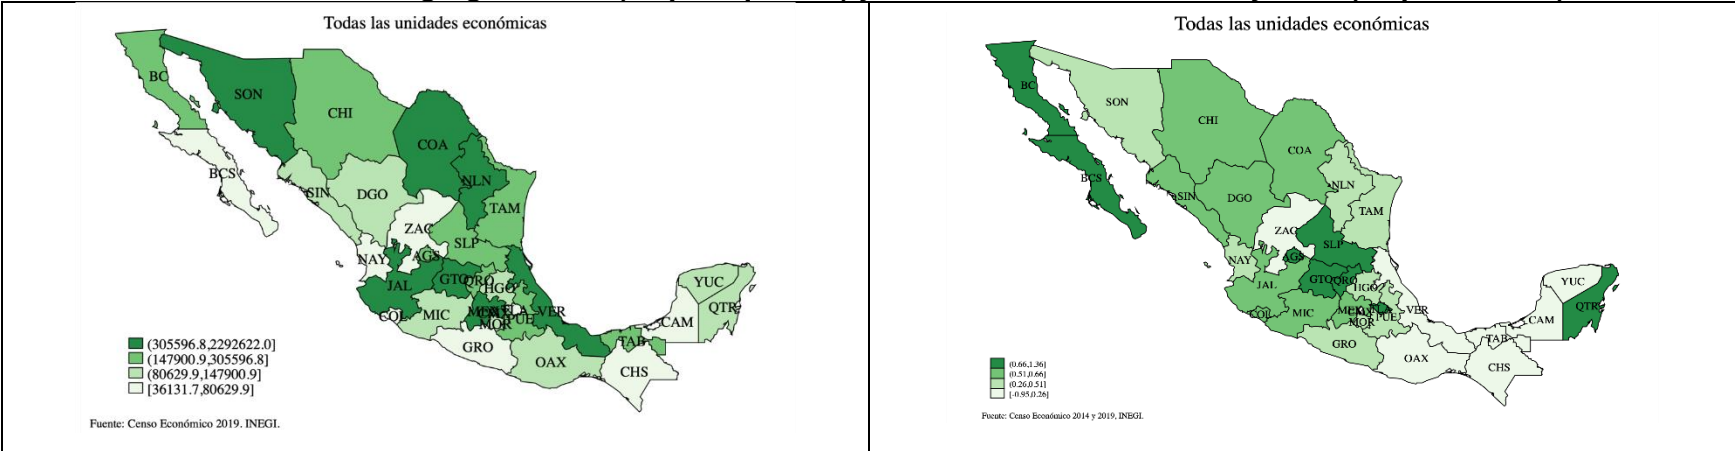 Todas las unidades económicas
BC
SON
CHI
COA
BCS
NLN
SIN
DGO
TAM
ZAC
SLP
NAY
AGS
GTO
QRO
HGO
YUC
JAL
QTR
COL
MIC
MEX
MOR
PUE
VER
CAM
TAB
GRO
OAX
CHS
(305596.8,2292622.0]
(147900.9,305596.8]
(80629.9,147900.9]
[36131.7,80629.9]
Fuente: Censo Económico 2019. INEGI.
Todas las unidades económicas
BC
SON
CHI
COA
BCS
NLN
SIN
DGO
TAM
ZAC
SLP
NAY
AGS
GTO
QRO
HGO
YUC
JAL
QTR
COL
MIC
MEX
TLA
MOR
PUE
VER
CAM
TAB
GRO
OAX
CHS
(0.66,1.36]
(0.51,0.66]
(0.26,0.51]
[-0.95,0.26]
Fuente: Censo Económico 2014 y 2019, INEGI.